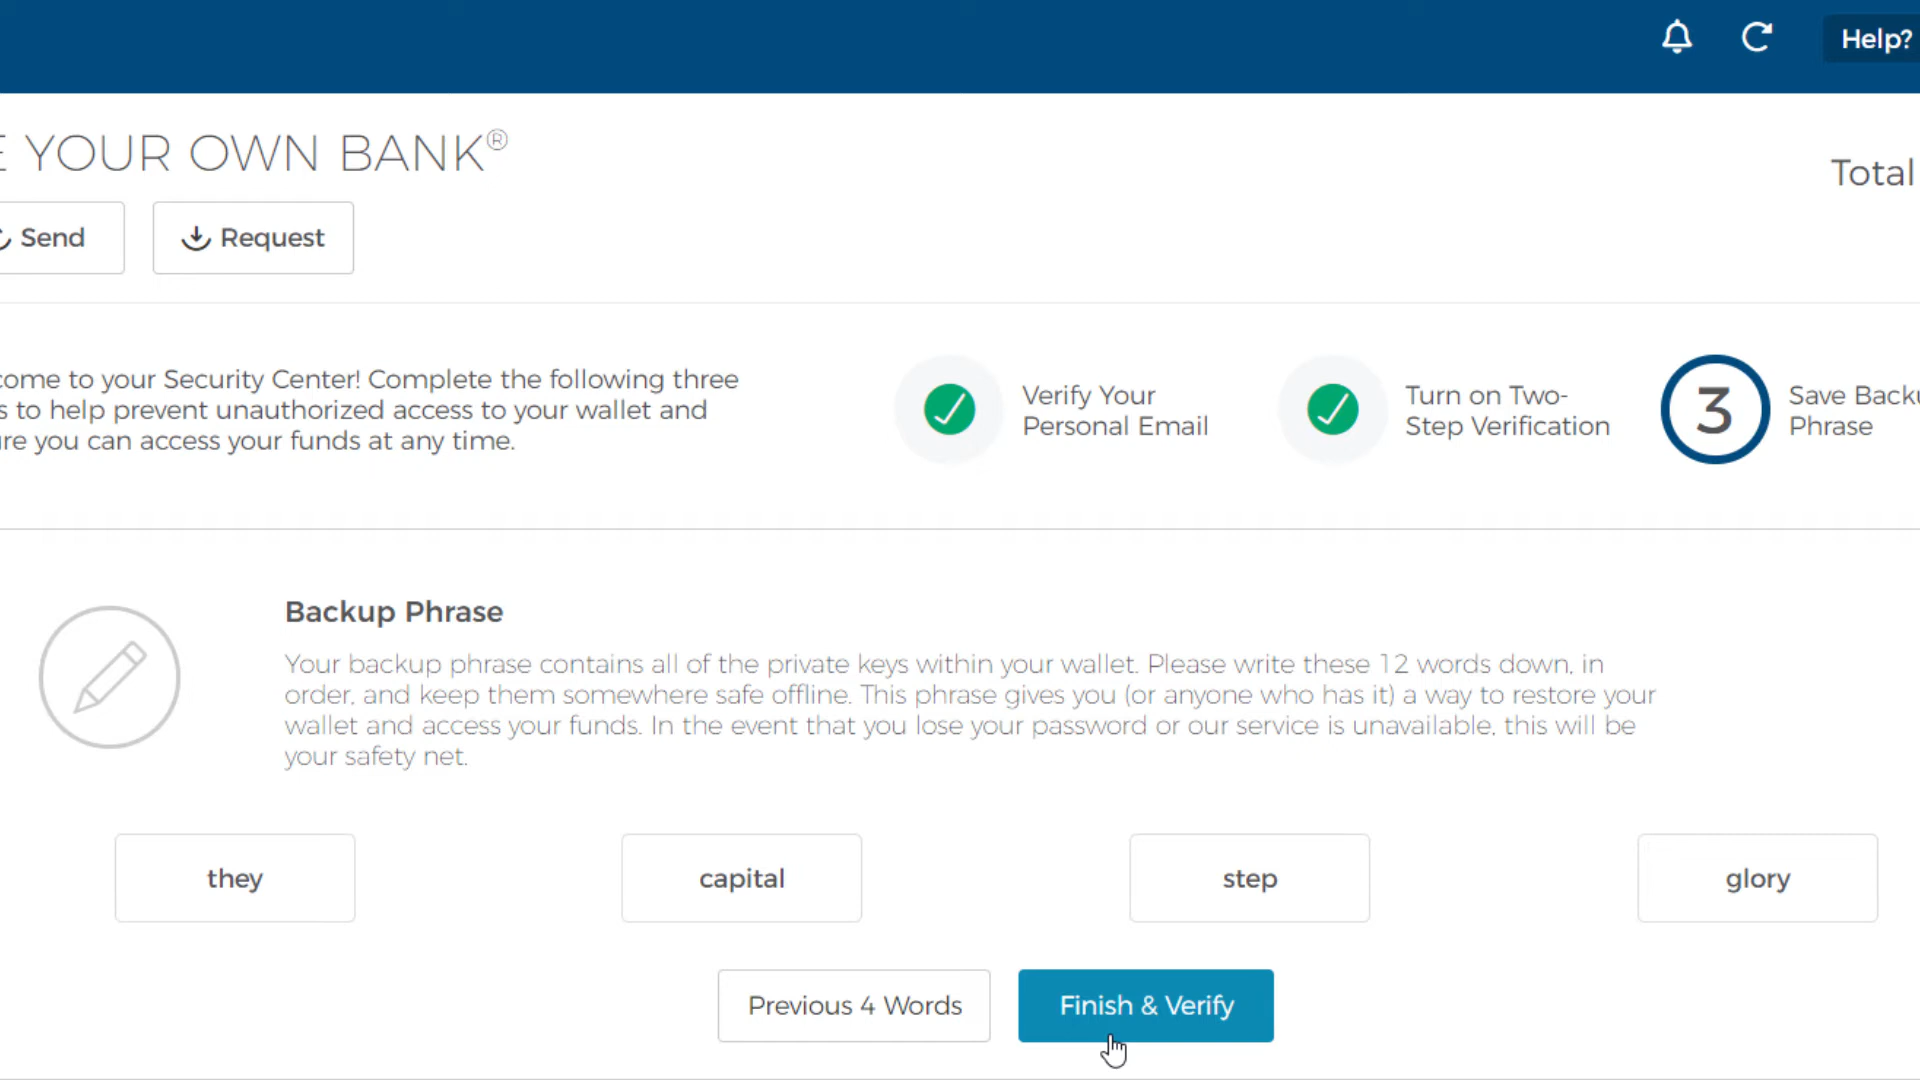 Help?
YOUR OWN BANK®
Total
Send
Request
come to your Security Center! Complete the following three
s to help prevent unauthorized access to your wallet and
re you can access your funds at any time.
Verify Your
Personal Email
Turn on Two-
Step Verification
3
Save Backu
Phrase
Backup Phrase
Your backup phrase contains all of the private keys within your wallet. Please write these 12 words down, in
order, and keep them somewhere safe offline. This phrase gives you (or anyone who has it) a way to restore your
wallet and access your funds. In the event that you lose your password or our service is unavailable, this will be
your safety net.
they
capital
step
glory
Previous 4 Words
Finish & Verify